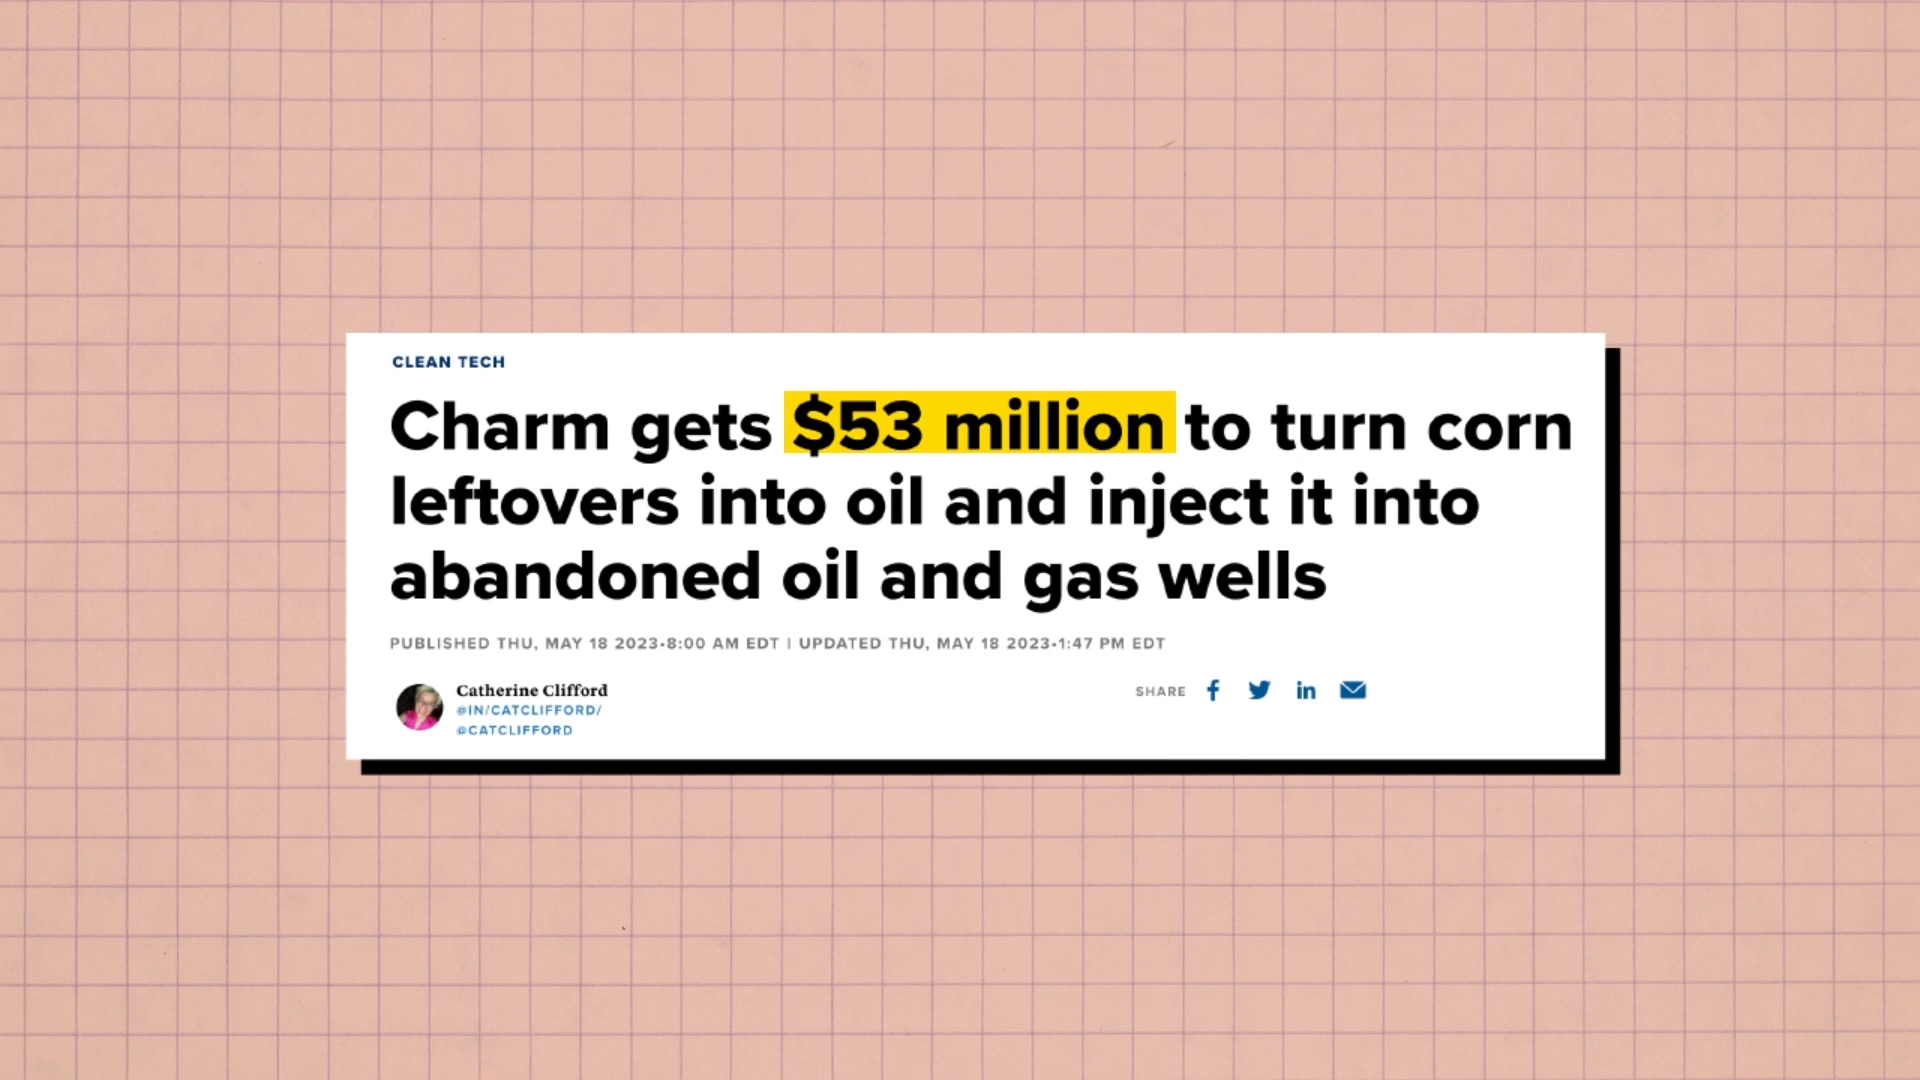 CLEAN TECH
Charm gets $53 million to turn corn
leftovers into oil and inject it into
abandoned oil and gas wells
PUBLISHED THU, MAY 18 2023•8:00 AM EDT | UPDATED THU, MAY 18 2023•1:47 PM EDT
Catherine Clifford
@IN/CATCLIFFORD/
@CATCLIFFORD
SHARE